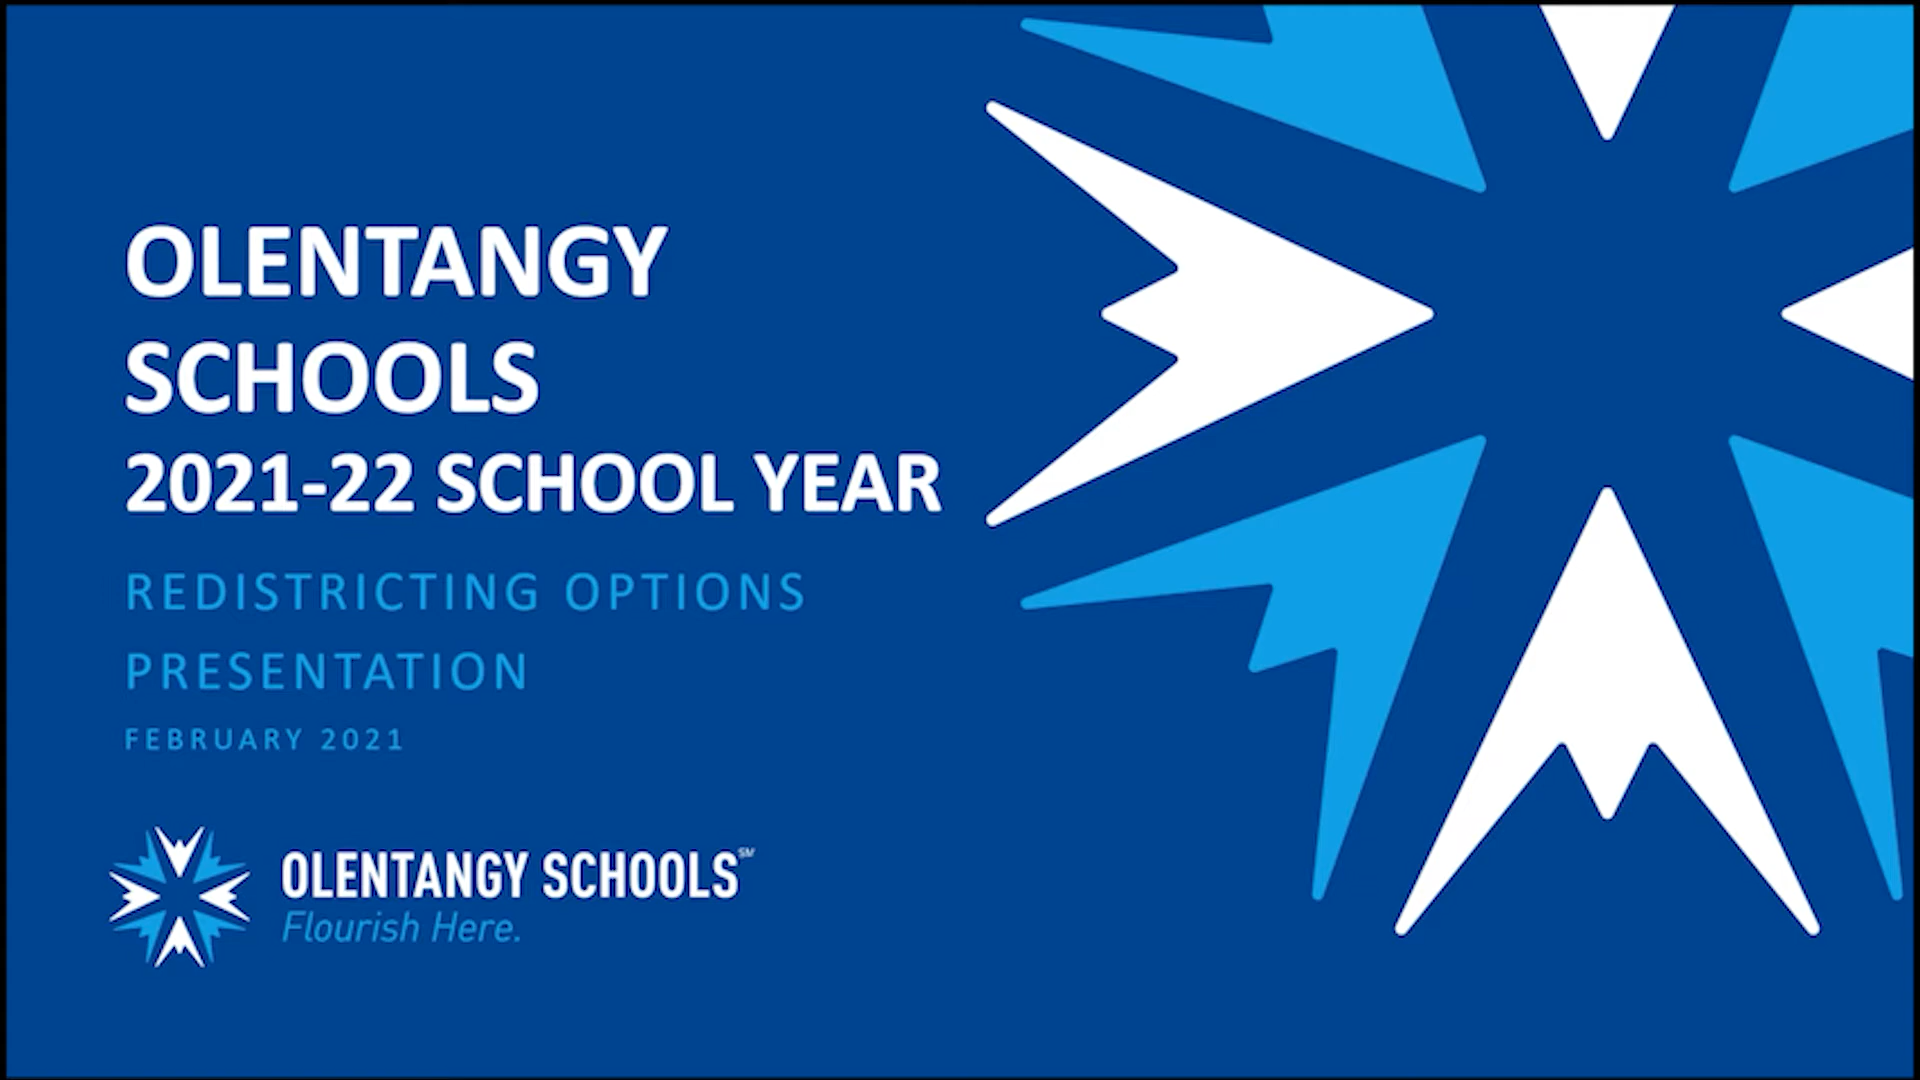 OLENTANGY
SCHOOLS
2021-22 SCHOOL YEAR
REDISTRICTING OPTIONS
PRESENTATION
FEBRUARY 2021
OLENTANGY SCHOOLS℠
Flourish Here.